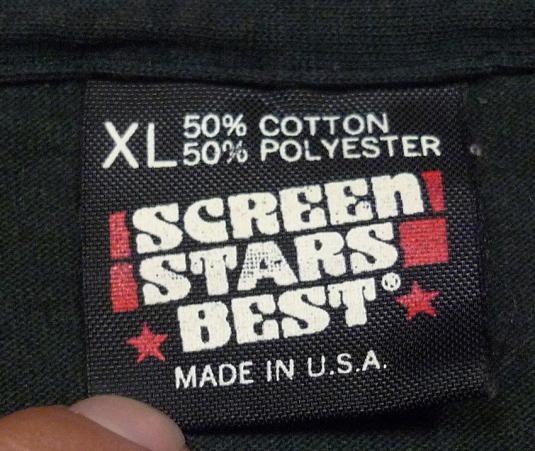 XL 50% COTTON
50% POLYESTER
SCREEN
STARS
BEST®
MADE IN U.S.A.